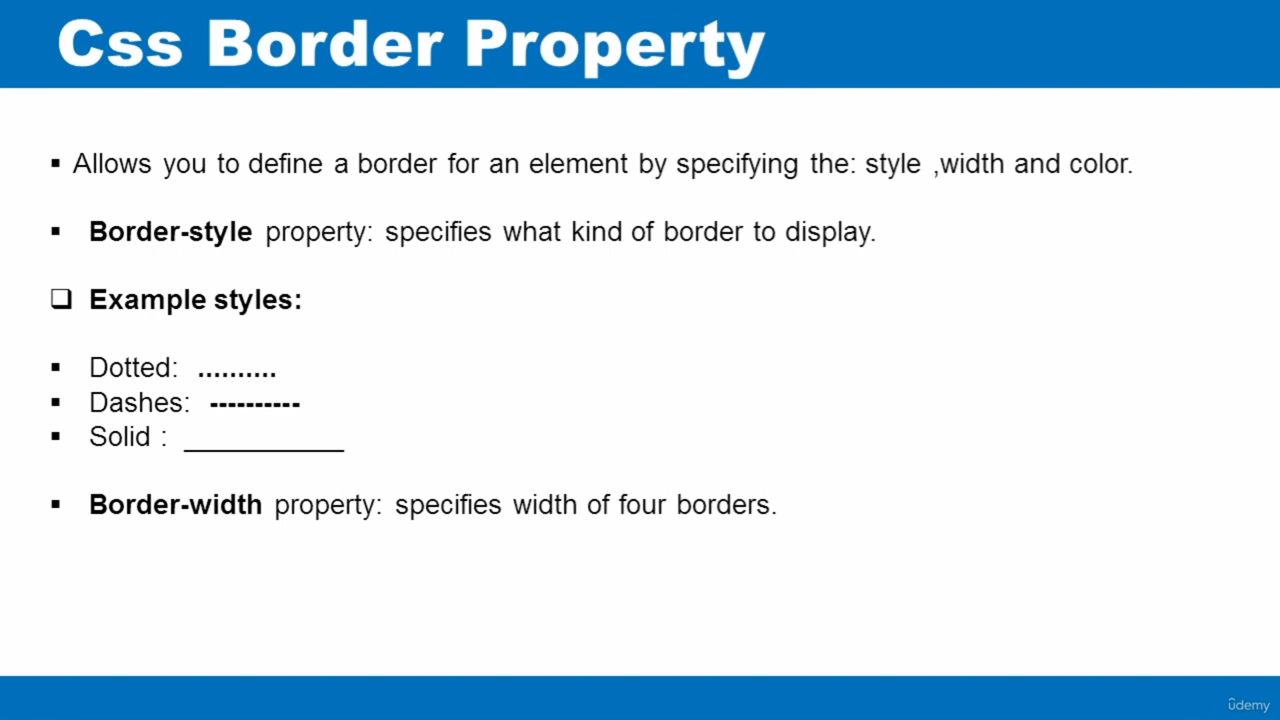 Css Border Property
▪ Allows you to define a border for an element by specifying the: style ,width and color.
▪ Border-style property: specifies what kind of border to display.
❑ Example styles:
▪ Dotted: ..........
▪ Dashes: ----------
▪ Solid : ___________
▪ Border-width property: specifies width of four borders.
ûdemy